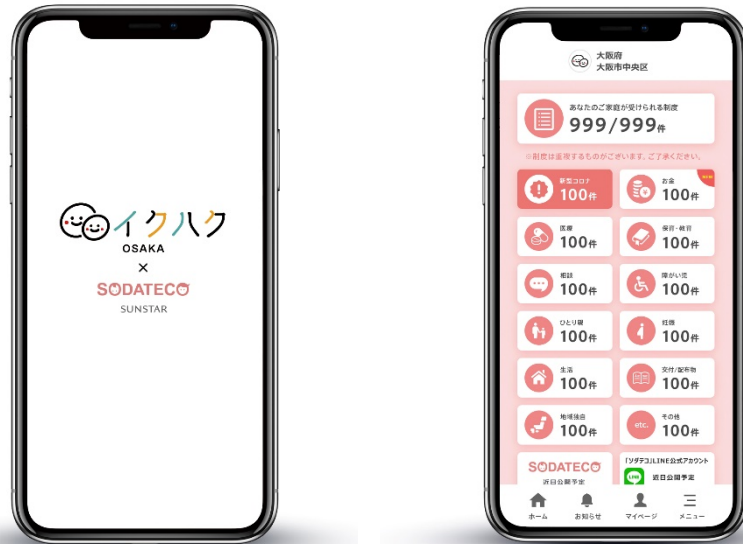 イクハク
OSAKA
×
SODATECO
SUNSTAR
大阪府
大阪市中央区
あなたのご家庭が受けられる制度
999/999件
※制度は重複するものがございます。ご了承ください。
新型コロナ
100件
お金
100件
NEW
医療
100件
保育・教育
100件
相談
100件
障がい児
100件
ひとり親
100件
妊娠
100件
生活
100件
交付/配布物
100件
地域独自
100件
etc.
その他
100件
SODATECO
近日公開予定
「ソダテコ」LINE公式アカウント
LINE
近日公開予定
ホーム
お知らせ
マイページ
メニュー